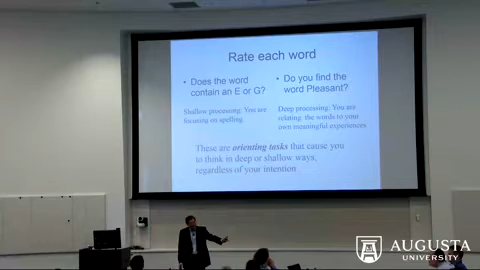 Rate each word
• Does the word
contain an E or G?
Shallow processing: You are
focusing on spelling.
• Do you find the
word Pleasant?
Deep processing: You are
relating the words to your
own meaningful experiences
These are orienting tasks that cause you
to think in deep or shallow ways,
regardless of your intention
AUGUSTA
UNIVERSITY